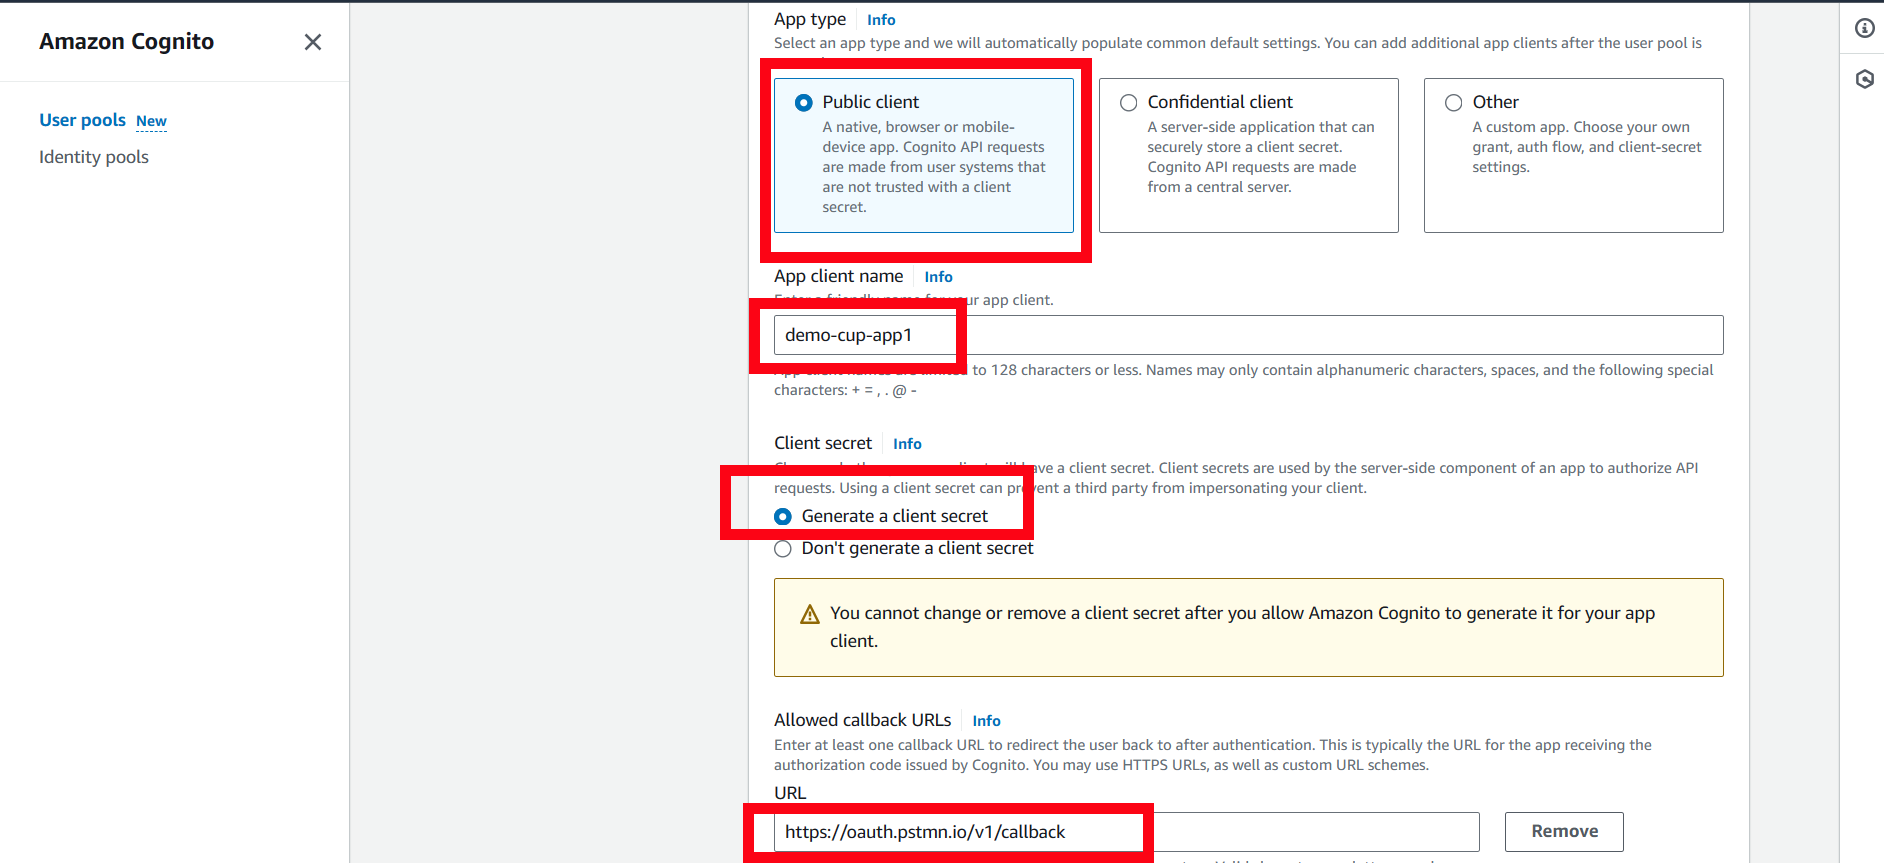 Amazon Cognito
User pools New
Identity pools
App type Info
Select an app type and we will automatically populate common default settings. You can add additional app clients after the user pool is
Public client
A native, browser or mobile-
device app. Cognito API requests
are made from user systems that
are not trusted with a client
secret.
Confidential client
A server-side application that can
securely store a client secret.
Cognito API requests are made
from a central server.
Other
A custom app. Choose your own
grant, auth flow, and client-secret
settings.
App client name Info
your app client.
demo-cup-app1
to 128 characters or less. Names may only contain alphanumeric characters, spaces, and the following special
characters: + = , . @ -
Client secret Info
have a client secret. Client secrets are used by the server-side component of an app to authorize API
requests. Using a client secret can prevent a third party from impersonating your client.
Generate a client secret
Don't generate a client secret
You cannot change or remove a client secret after you allow Amazon Cognito to generate it for your app
client.
Allowed callback URLs Info
Enter at least one callback URL to redirect the user back to after authentication. This is typically the URL for the app receiving the
authorization code issued by Cognito. You may use HTTPS URLs, as well as custom URL schemes.
URL
https://oauth.pstmn.io/v1/callback
Remove